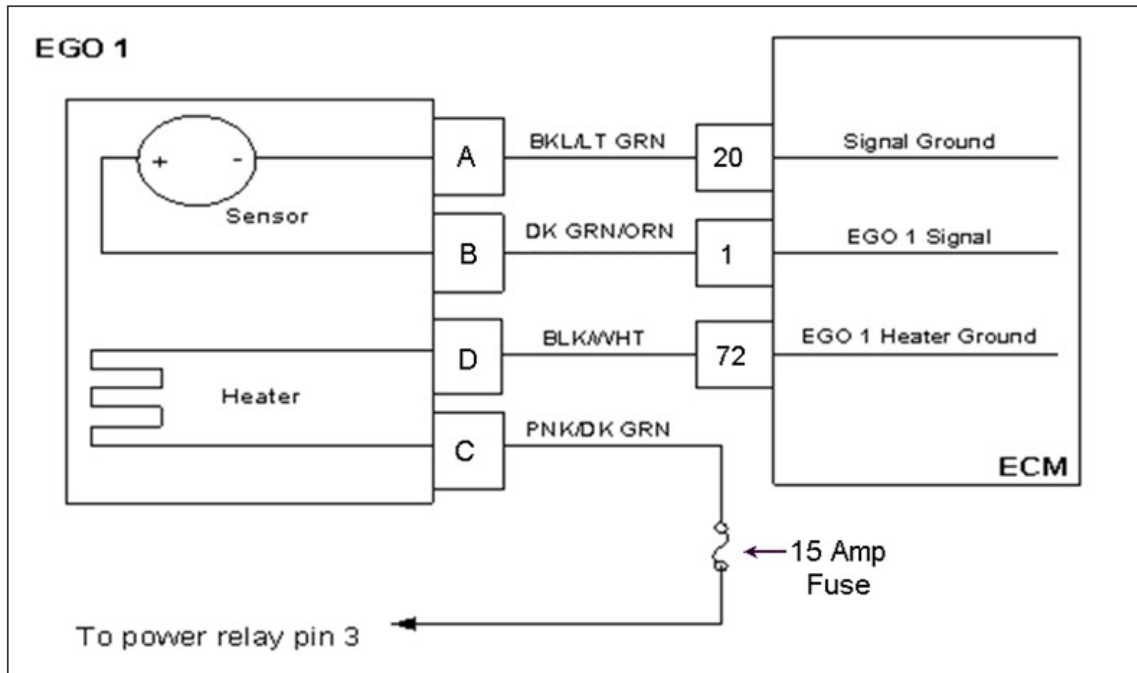 EGO 1
A
BKL/LT GRN
20
Signal Ground
+ -
Sensor
B
DK GRN/ORN
1
EGO 1 Signal
D
BLK/WHT
72
EGO 1 Heater Ground
Heater
C
PNK/DK GRN
ECM
15 Amp
Fuse
To power relay pin 3